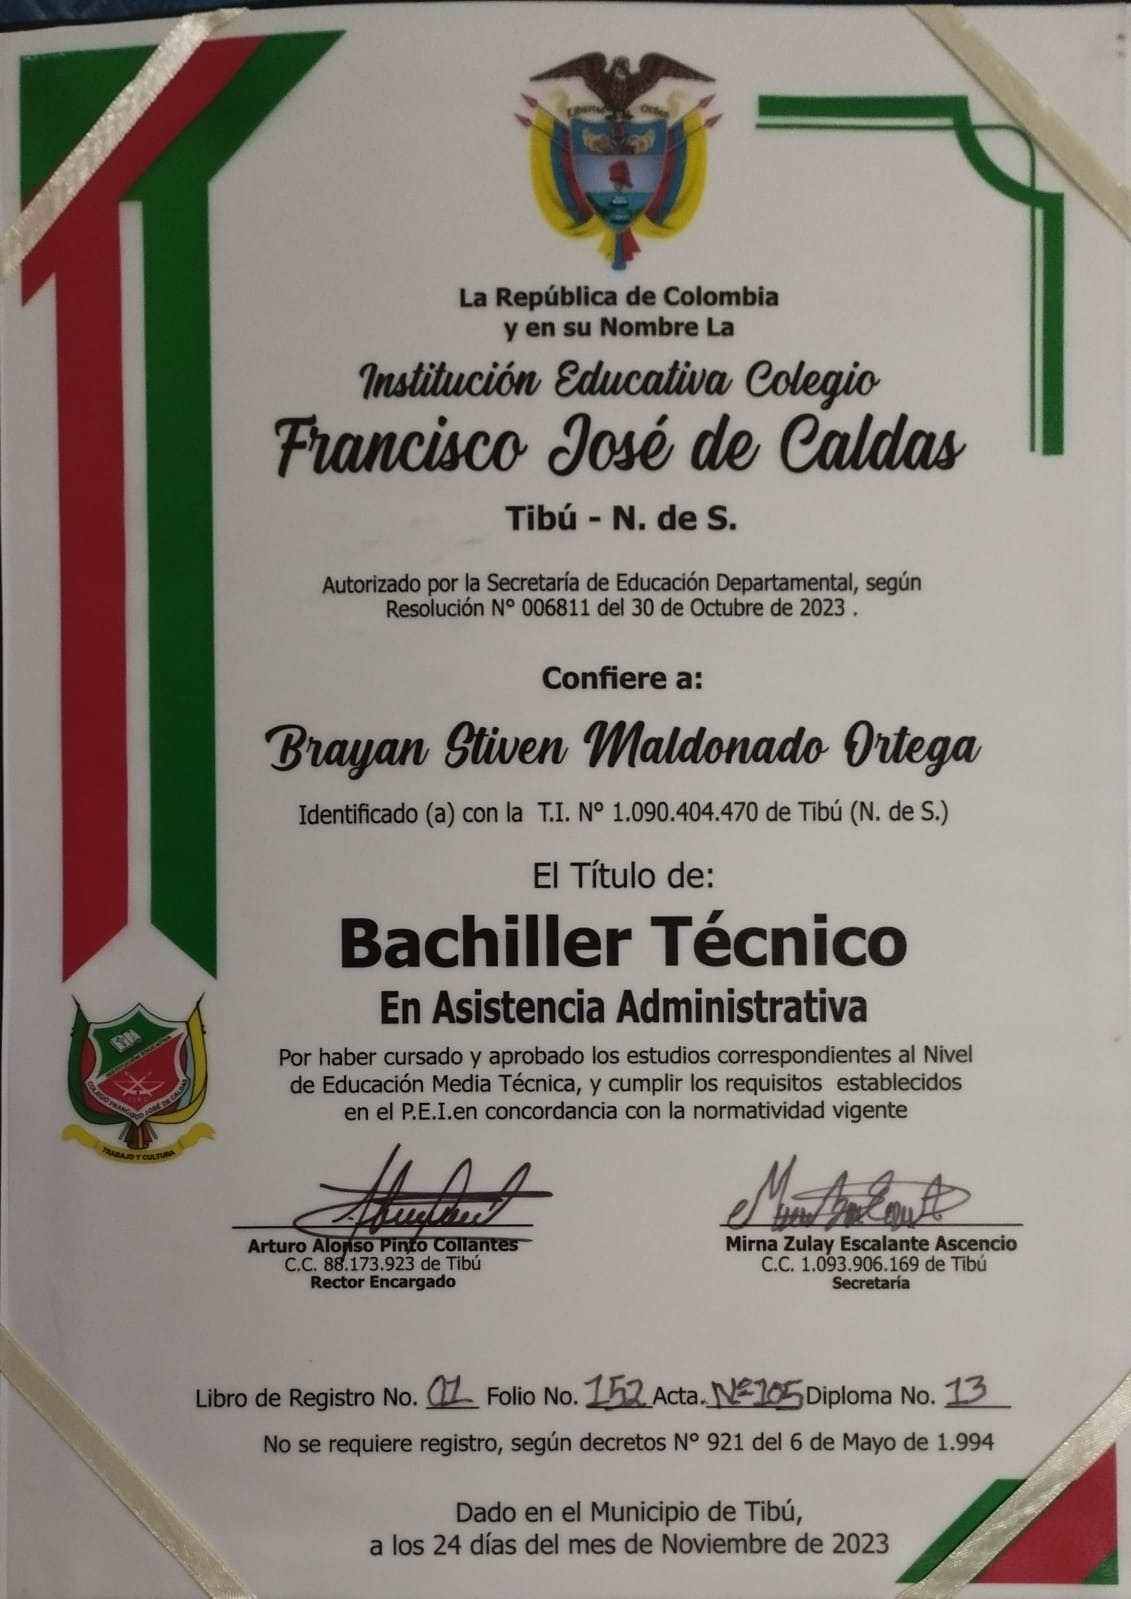 Libertad Orden
La República de Colombia
y en su Nombre La
Institución Educativa Colegio
Francisco José de Caldas
Tibú - N. de S.
Autorizado por la Secretaría de Educación Departamental, según
Resolución N° 006811 del 30 de Octubre de 2023 .
Confiere a:
Brayan Stiven Maldonado Ortega
Identificado (a) con la T.I. N° 1.090.404.470 de Tibú (N. de S.)
El Título de:
Bachiller Técnico
En Asistencia Administrativa
Por haber cursado y aprobado los estudios correspondientes al Nivel
de Educación Media Técnica, y cumplir los requisitos establecidos
en el P.E.I.en concordancia con la normatividad vigente
INSTITUCIÓN EDUCATIVA
COLEGIO FRANCISCO JOSÉ DE CALDAS
TIBÚ
TRABAJO Y CULTURA
Arturo Alonso Pinto Collantes
C.C. 88.173.923 de Tibú
Rector Encargado
Mirna Zulay Escalante Ascencio
C.C. 1.093.906.169 de Tibú
Secretaría
Libro de Registro No. 01 Folio No. 152 Acta. Nº 105 Diploma No. 13
No se requiere registro, según decretos N° 921 del 6 de Mayo de 1.994
Dado en el Municipio de Tibú,
a los 24 días del mes de Noviembre de 2023